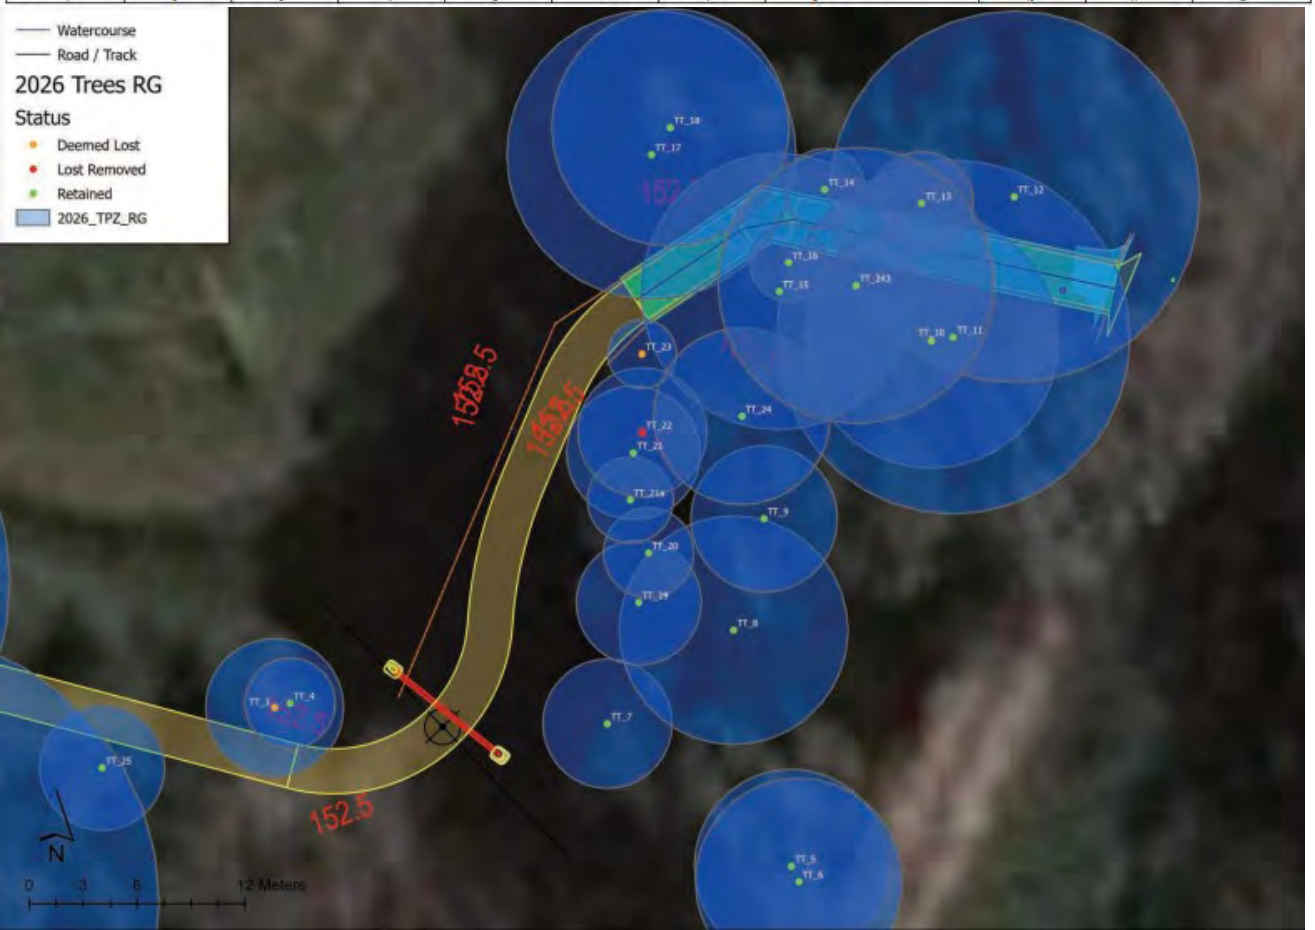 Watercourse
Road / Track
2026 Trees RG
Status
Deemed Lost
Lost Removed
Retained
2026_TPZ_RG
TT_18
TT_17
152.
TT_14
TT_13
TT_12
TT_16
TT_15
TT_242
TT_10
TT_11
TT_23
TT_24
TT_22
TT_21
TT_21a
TT_9
TT_20
TT_19
TT_8
TT_3
TT_4
TT_7
TT_25
152.5
TT_5
TT_6
N
0 3 6 12 Meters